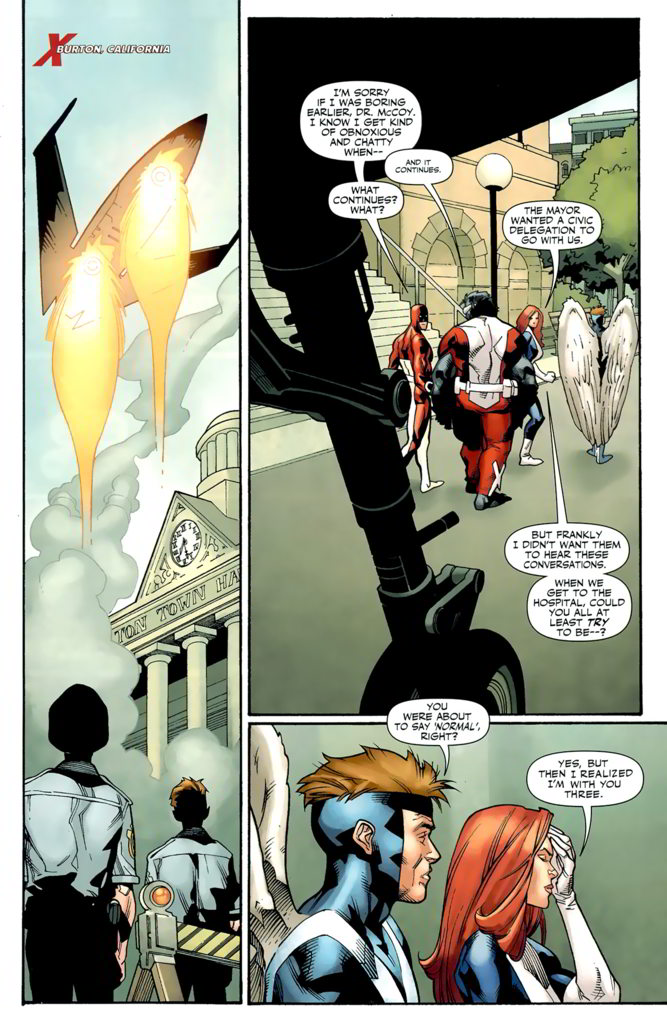 X
BURTON, CALIFORNIA
TON TOWN HA
I'M SORRY
IF I WAS BORING
EARLIER, DR. McCOY.
I KNOW I GET KIND
OF OBNOXIOUS
AND CHATTY
WHEN--
AND IT
CONTINUES.
WHAT
CONTINUES?
WHAT?
THE MAYOR
WANTED A CIVIC
DELEGATION TO
GO WITH US.
BUT FRANKLY
I DIDN'T WANT THEM
TO HEAR THESE
CONVERSATIONS.
WHEN WE
GET TO THE
HOSPITAL, COULD
YOU ALL AT
LEAST TRY
TO BE--?
YOU
WERE ABOUT
TO SAY 'NORMAL',
RIGHT?
YES, BUT
THEN I REALIZED
I'M WITH YOU
THREE.